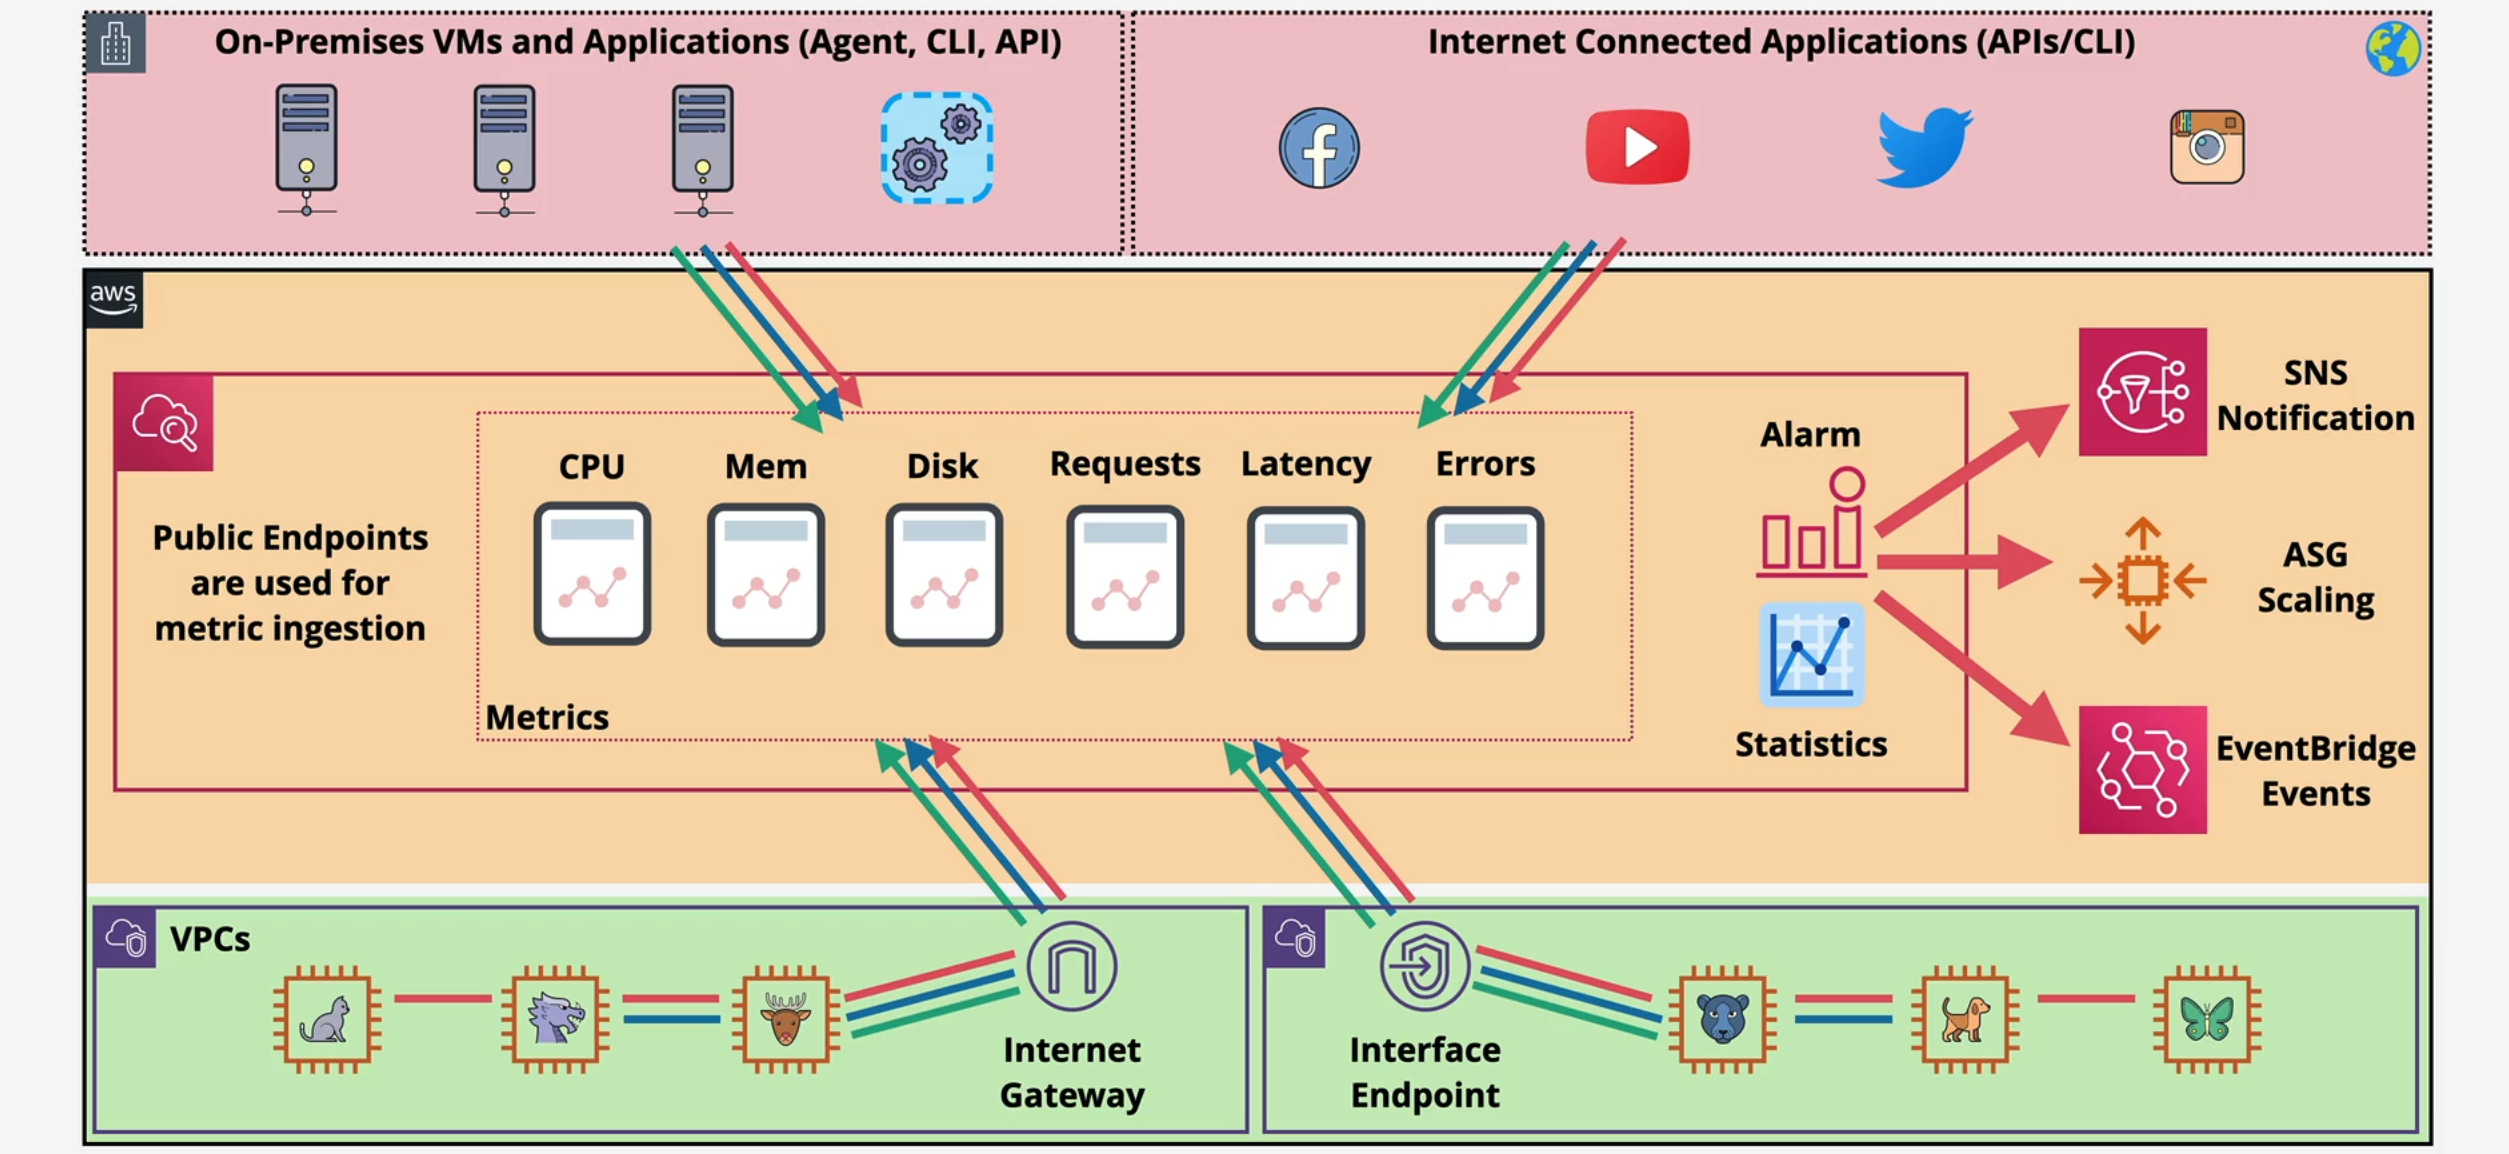 On-Premises VMs and Applications (Agent, CLI, API)
Internet Connected Applications (APIs/CLI)
aws
SNS
Notification
Alarm
CPU
Mem
Disk
Requests
Latency
Errors
Public Endpoints
are used for
metric ingestion
ASG
Scaling
Metrics
Statistics
EventBridge
Events
VPCs
Internet
Gateway
Interface
Endpoint